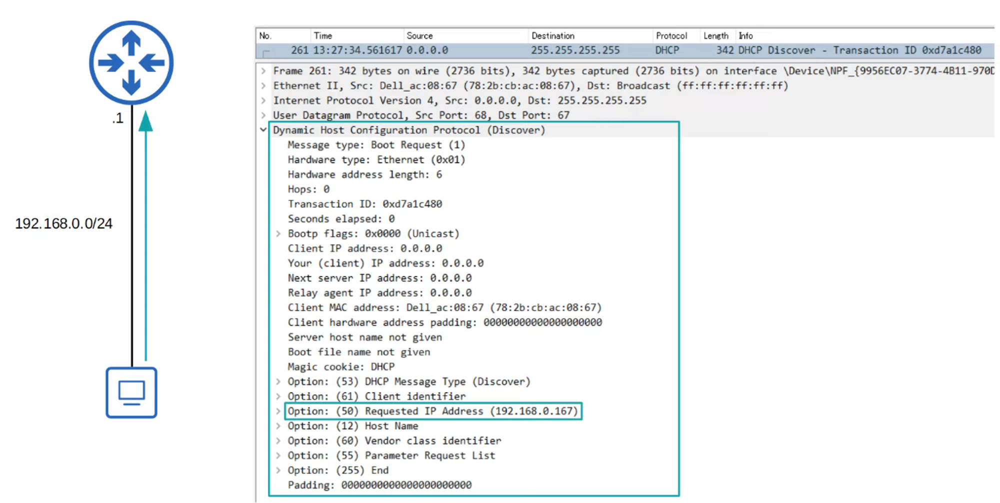 .1
192.168.0.0/24
No. Time Source Destination Protocol Length Info
261 13:27:34.561617 0.0.0.0 255.255.255.255 DHCP 342 DHCP Discover - Transaction ID 0xd7a1c480
Frame 261: 342 bytes on wire (2736 bits), 342 bytes captured (2736 bits) on interface \Device\NPF_{9956EC07-3774-4B11-970D
Ethernet II, Src: Dell_ac:08:67 (78:2b:cb:ac:08:67), Dst: Broadcast (ff:ff:ff:ff:ff:ff)
Internet Protocol Version 4, Src: 0.0.0.0, Dst: 255.255.255.255
User Datagram Protocol, Src Port: 68, Dst Port: 67
Dynamic Host Configuration Protocol (Discover)
Message type: Boot Request (1)
Hardware type: Ethernet (0x01)
Hardware address length: 6
Hops: 0
Transaction ID: 0xd7a1c480
Seconds elapsed: 0
Bootp flags: 0x0000 (Unicast)
Client IP address: 0.0.0.0
Your (client) IP address: 0.0.0.0
Next server IP address: 0.0.0.0
Relay agent IP address: 0.0.0.0
Client MAC address: Dell_ac:08:67 (78:2b:cb:ac:08:67)
Client hardware address padding: 00000000000000000000
Server host name not given
Boot file name not given
Magic cookie: DHCP
Option: (53) DHCP Message Type (Discover)
Option: (61) Client identifier
Option: (50) Requested IP Address (192.168.0.167)
Option: (12) Host Name
Option: (60) Vendor class identifier
Option: (55) Parameter Request List
Option: (255) End
Padding: 0000000000000000000000